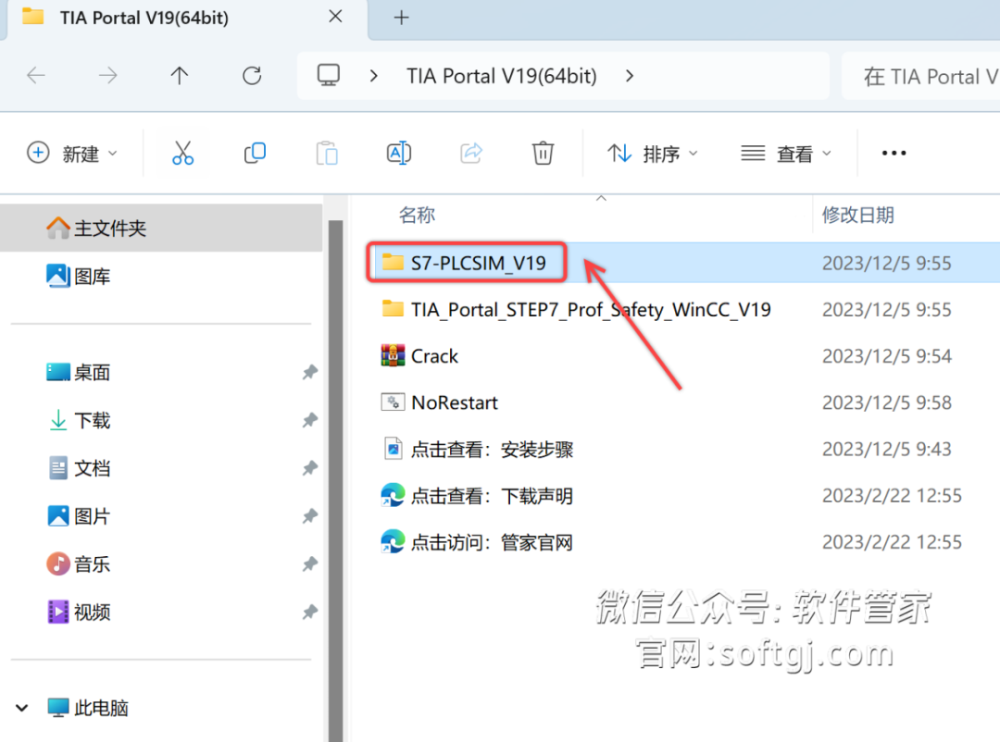 TIA Portal V19(64bit)
TIA Portal V19(64bit)
在 TIA Portal V
新建
A
排序
查看
名称
修改日期
主文件夹
图库
桌面
下载
文档
图片
音乐
视频
此电脑
S7-PLCSIM_V19 2023/12/5 9:55
TIA_Portal_STEP7_Prof_Safety_WinCC_V19 2023/12/5 9:55
Crack 2023/12/5 9:54
NoRestart 2023/12/5 9:58
点击查看：安装步骤 2023/12/5 9:43
点击查看：下载声明 2023/2/22 12:55
点击访问：管家官网 2023/2/22 12:55
微信公众号：软件管家
官网：softgj.com